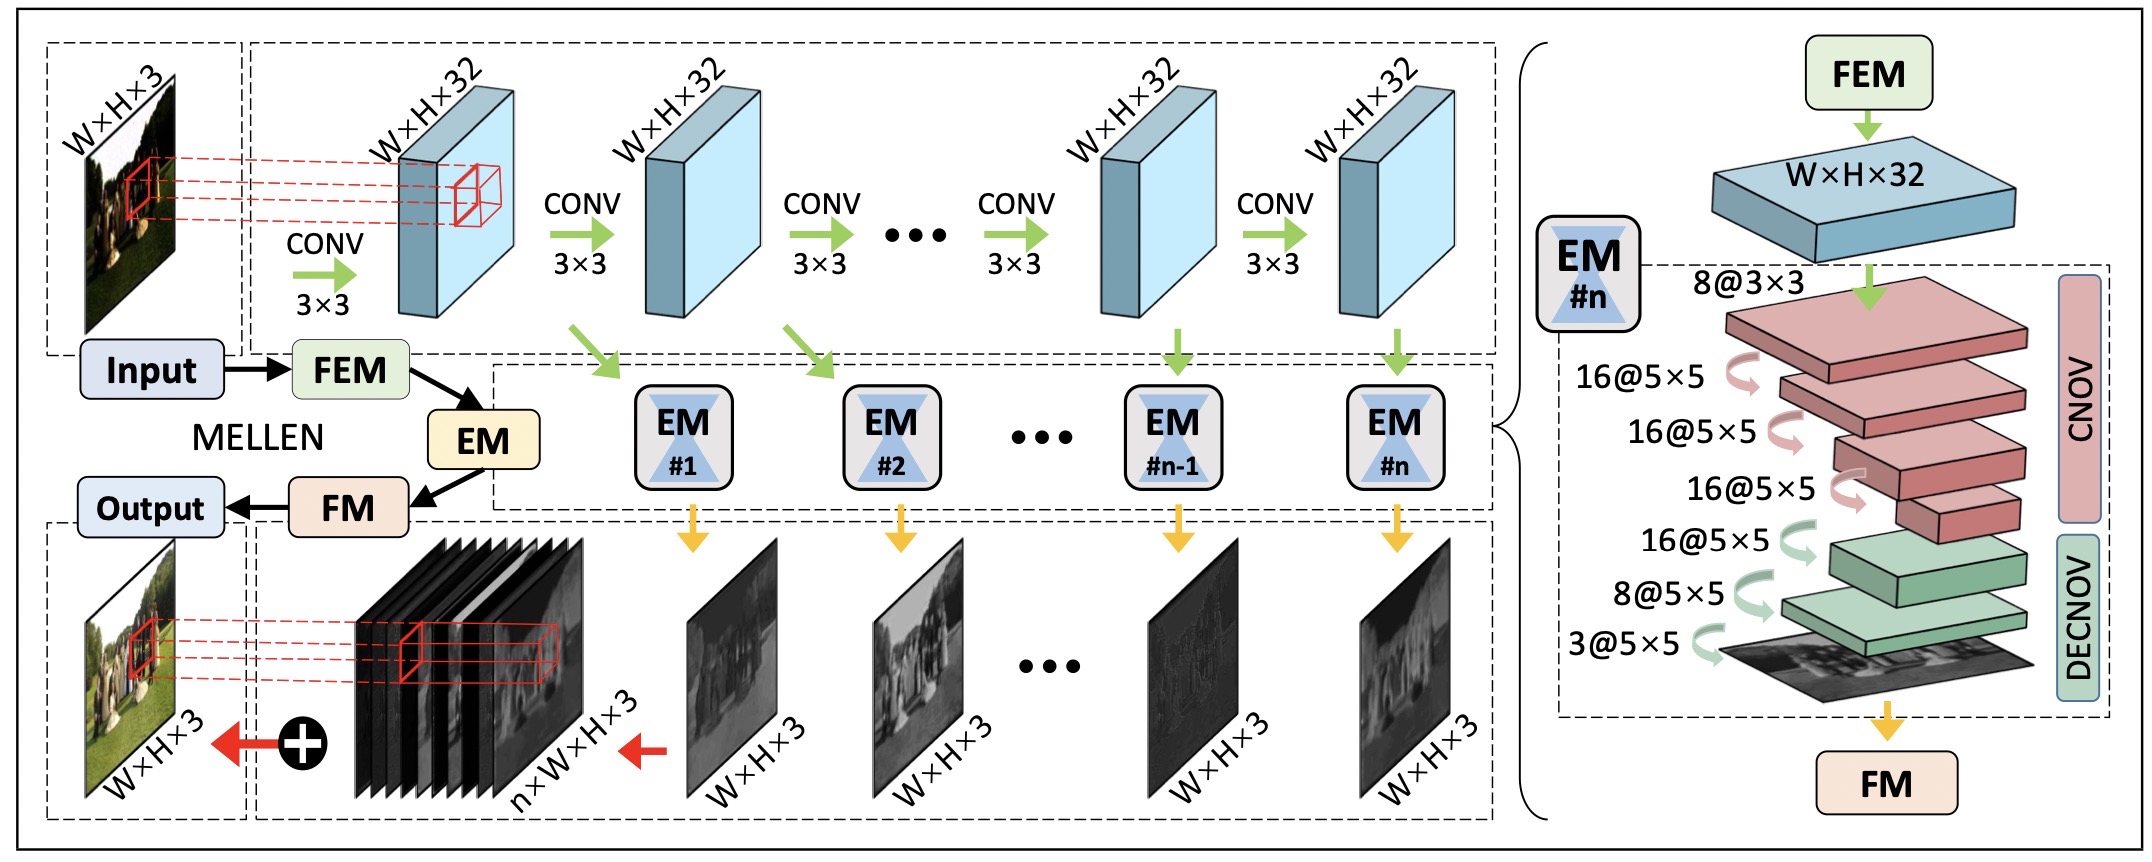 W×H×3
W×H×32
W×H×32
W×H×32
W×H×32
CONV
3×3
CONV
3×3
CONV
3×3
CONV
3×3
CONV
3×3
•••
Input
FEM
MELLEN
EM
Output
FM
EM
#1
EM
#2
•••
EM
#n-1
EM
#n
W×H×3
n×W×H×3
W×H×3
W×H×3
•••
W×H×3
W×H×3
FEM
W×H×32
EM
#n
8@3×3
16@5×5
16@5×5
16@5×5
16@5×5
8@5×5
3@5×5
CNOV
DECNOV
FM